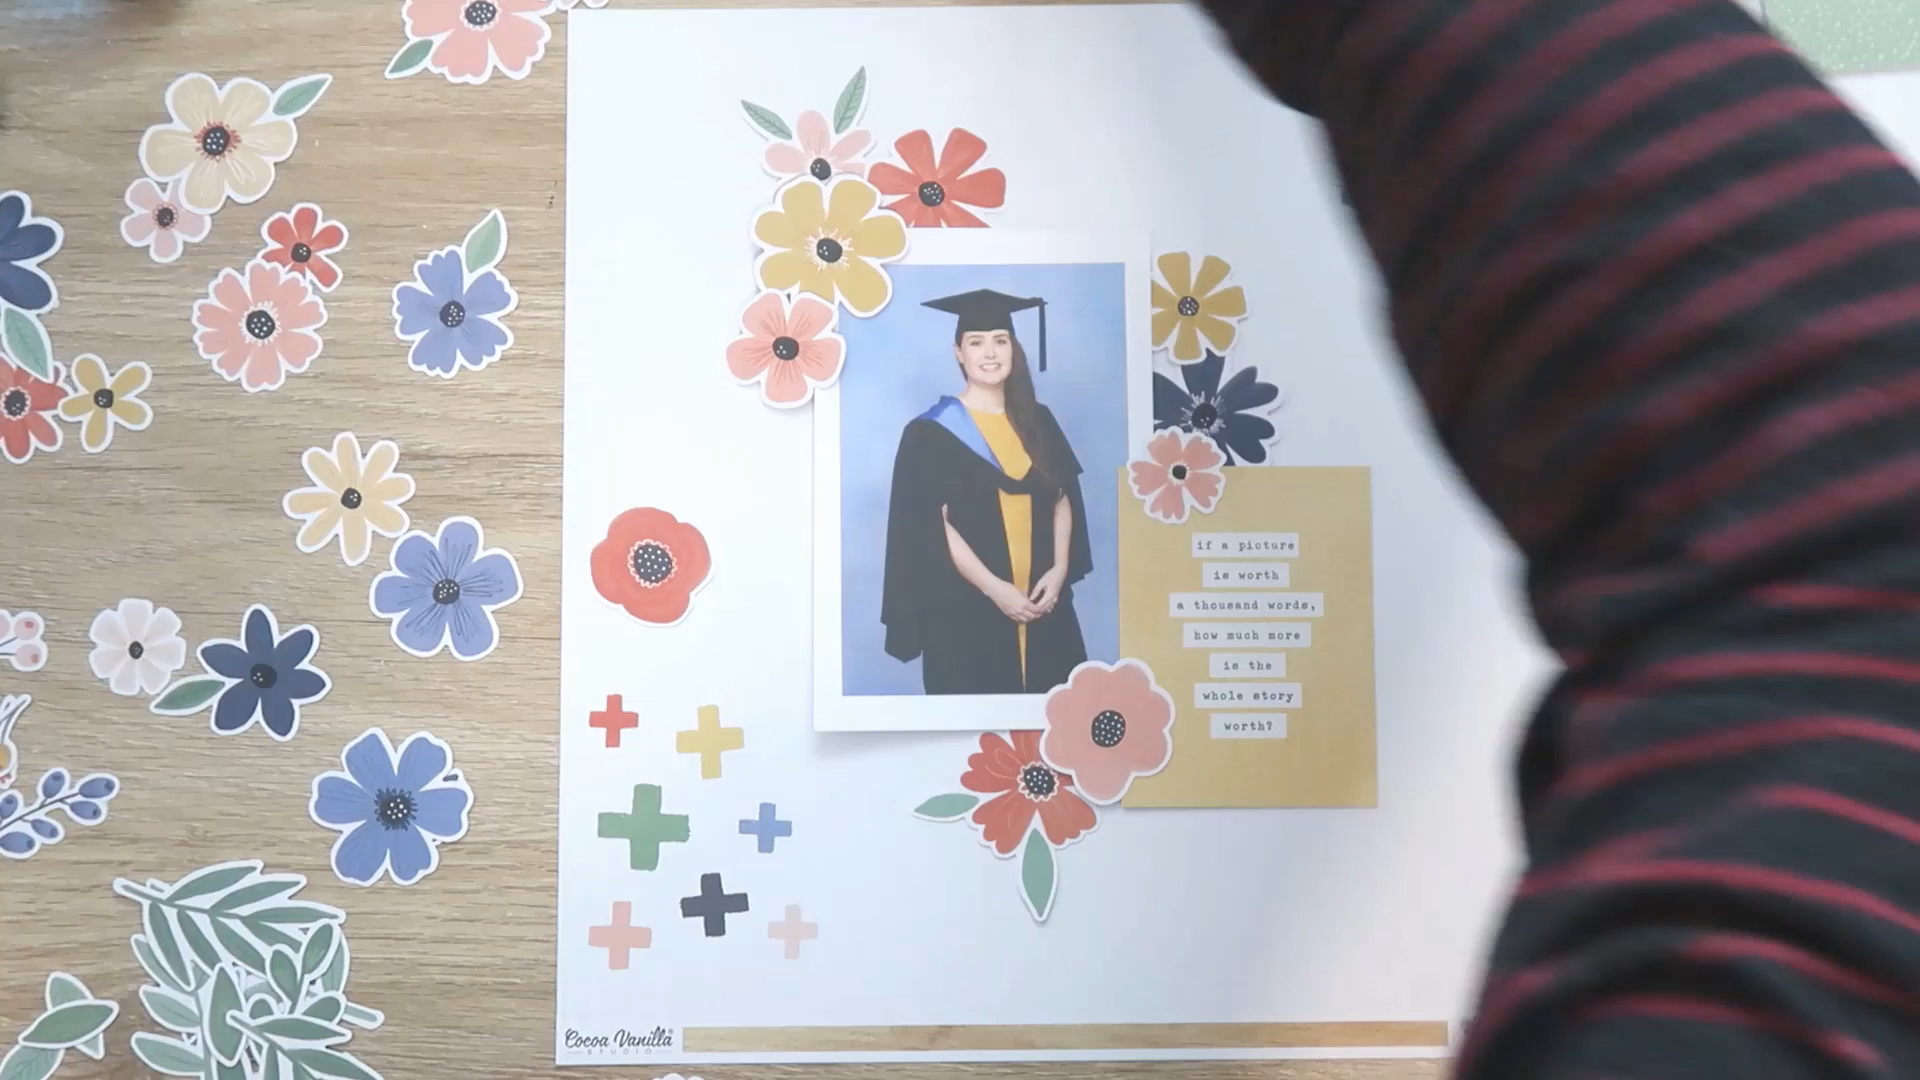 if a picture
is worth
a thousand words,
how much more
is the
whole story
worth?
Cocoa Vanilla
STUDIO